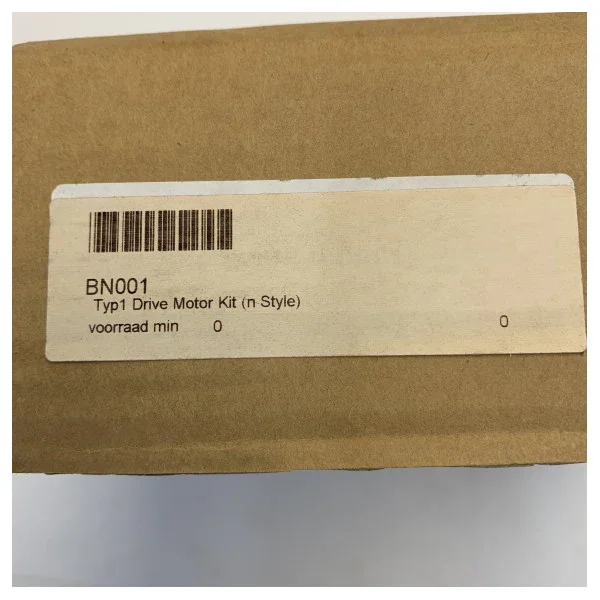 BN001
Typ1 Drive Motor Kit (n Style)
voorraad min 0 0